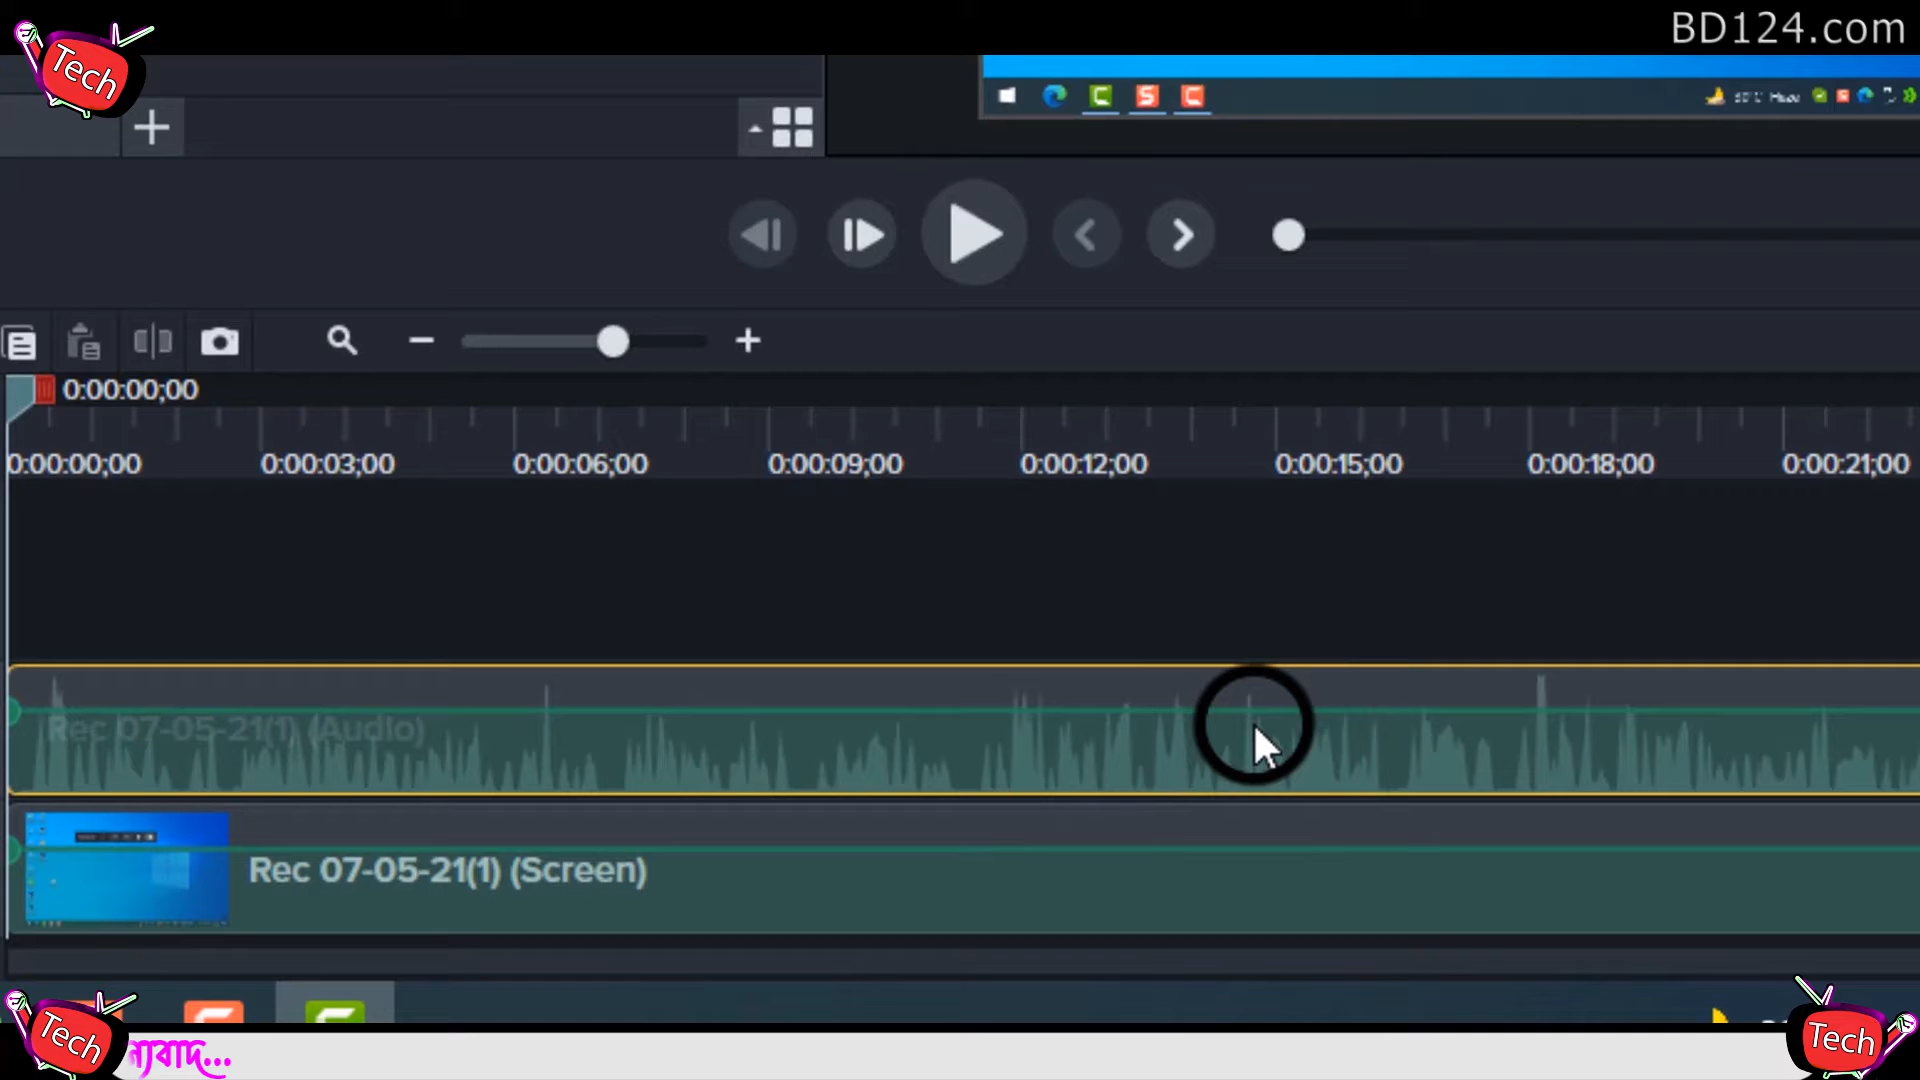 BD124.com
Tech
0:00:00;00
0:00:00;00 0:00:03;00 0:00:06;00 0:00:09;00 0:00:12;00 0:00:15;00 0:00:18;00 0:00:21;00
Rec 07-05-21(1) (Audio)
Rec 07-05-21(1) (Screen)
Tech
Tech